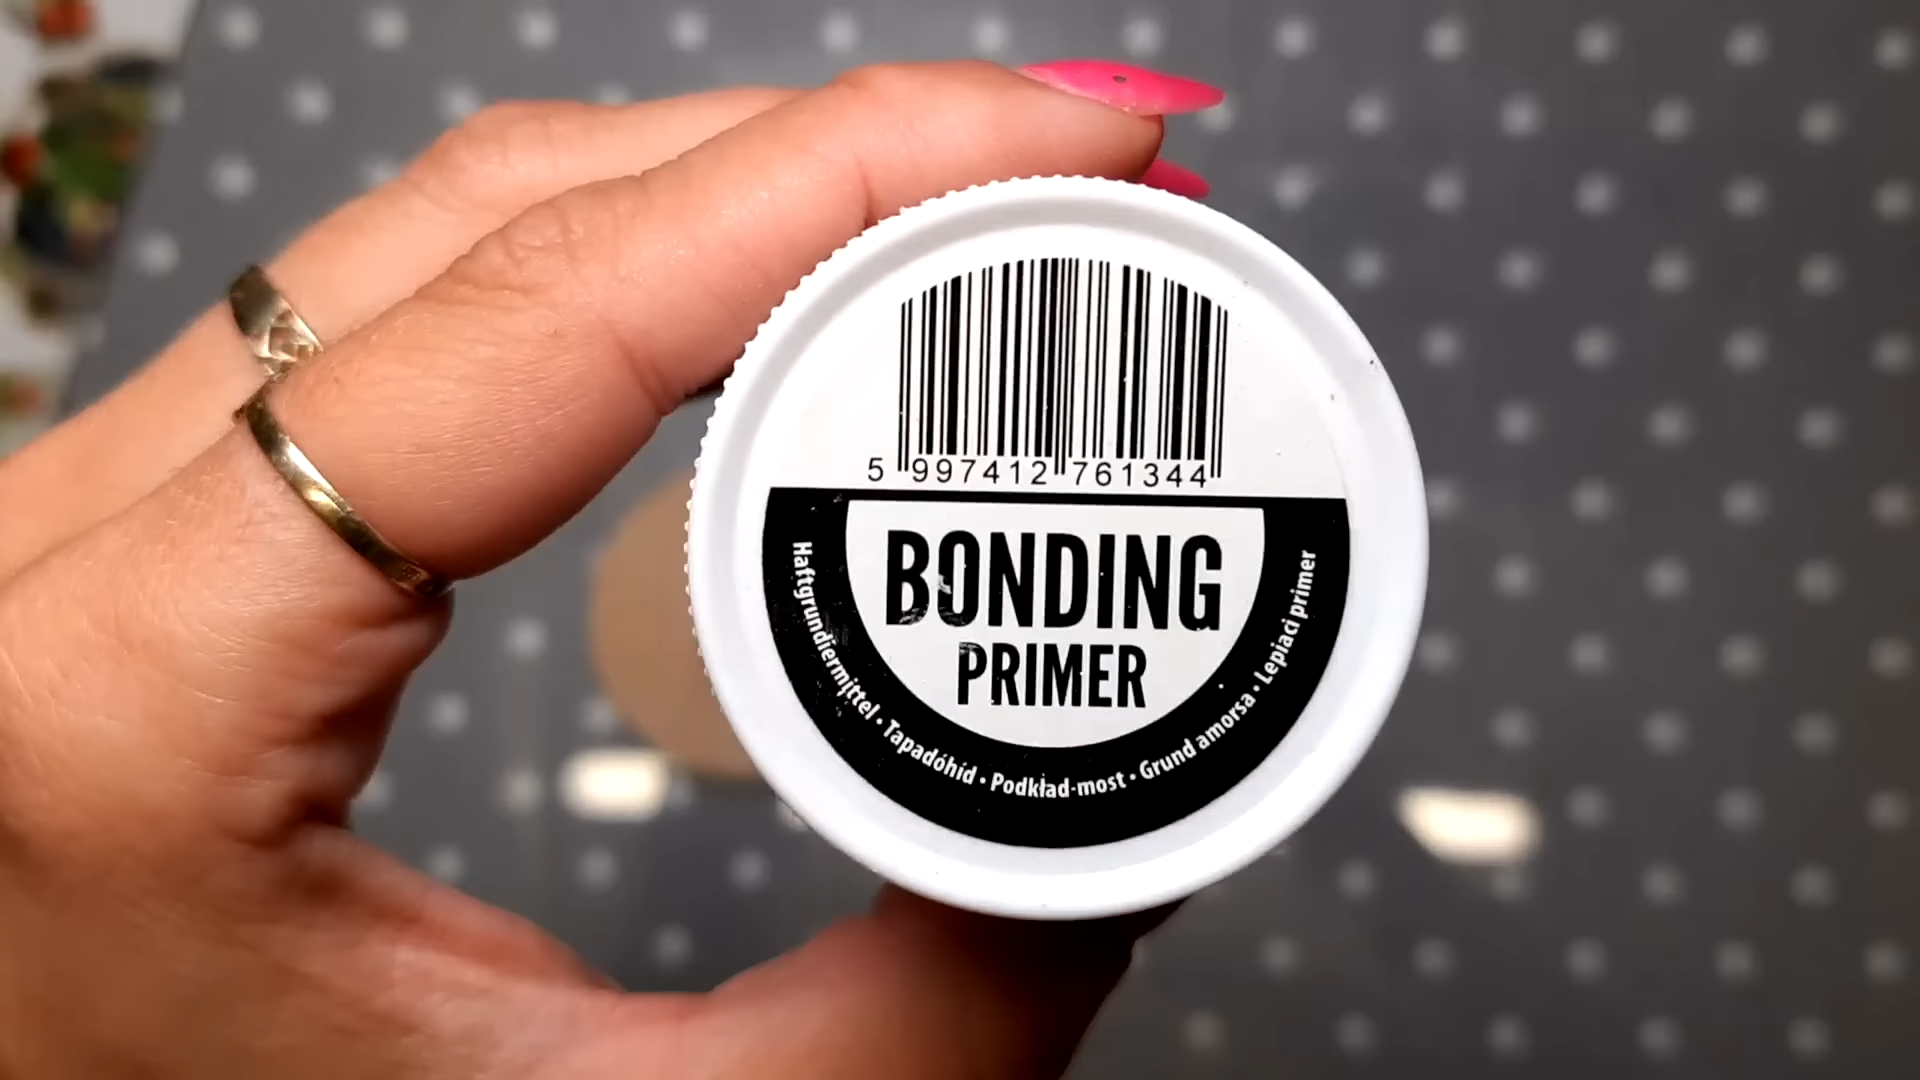 5 997412 761344
BONDING
PRIMER
Haftgrundiermittel • Tapadóhíd • Podkład-most • Grund amorsa • Lepiaci primer